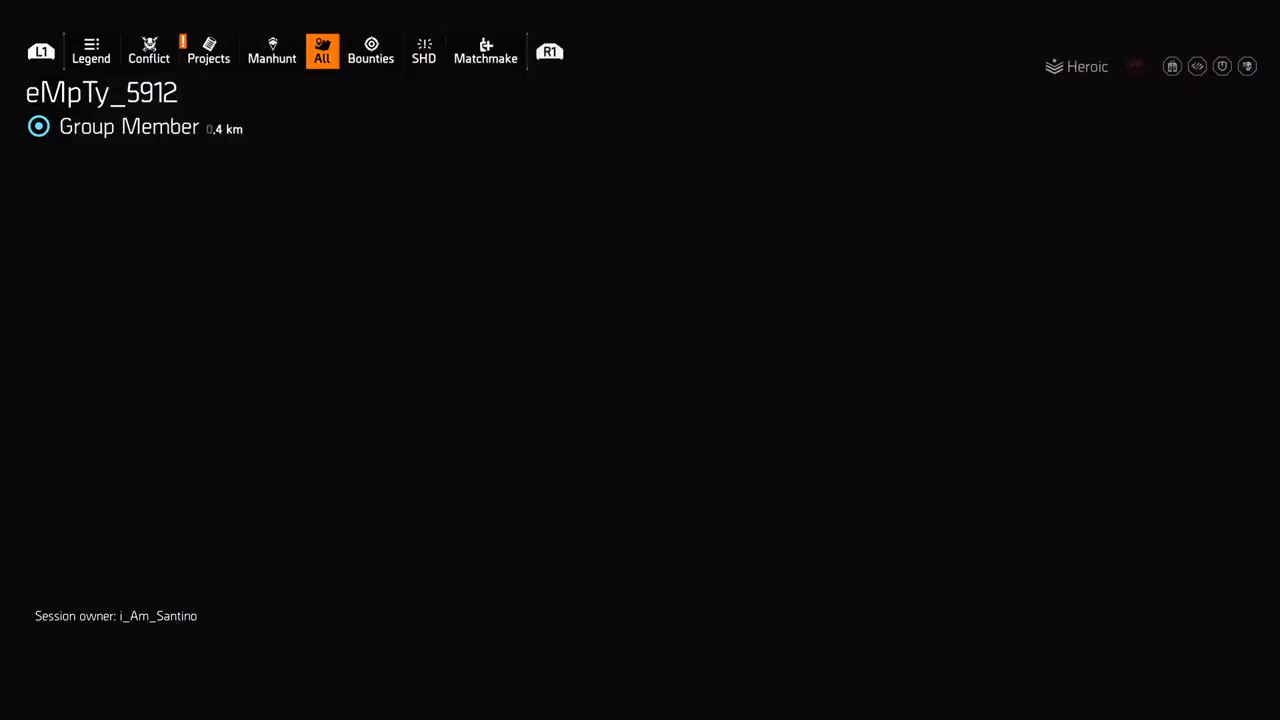 L1 Legend Conflict Projects Manhunt All Bounties SHD Matchmake R1
Heroic
eMpTy_5912
Group Member 0.4 km
Session owner: i_Am_Santino